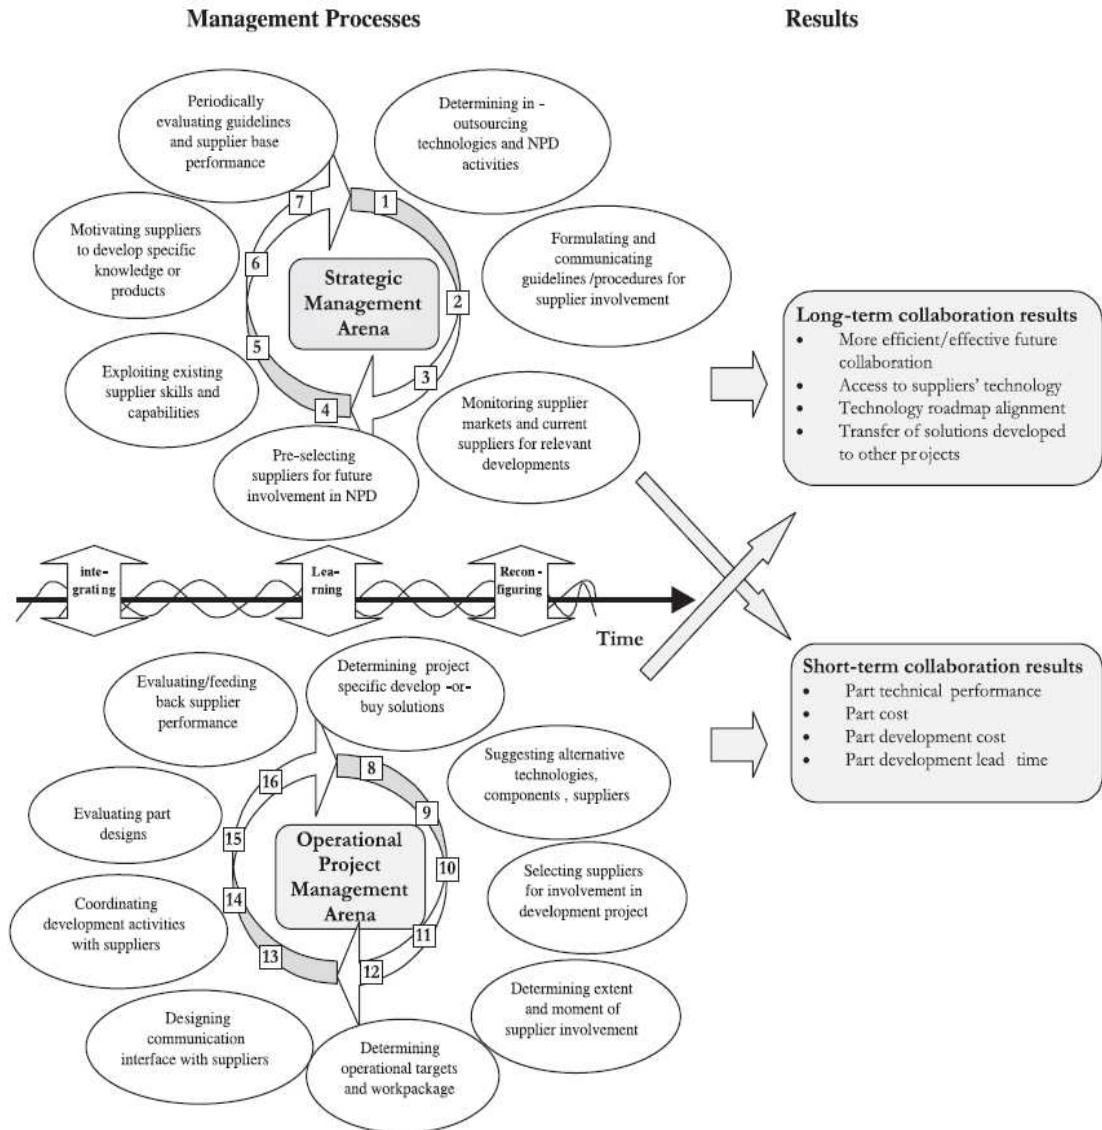 Management Processes
Results
Periodically
evaluating guidelines
and supplier base
performance
Determining in -
outsourcing
technologies and NPD
activities
7
1
Motivating suppliers
to develop specific
knowledge or
products
Formulating and
communicating
guidelines/procedures for
supplier involvement
6
2
Strategic
Management
Arena
5
3
Exploiting existing
supplier skills and
capabilities
4
Monitoring supplier
markets and current
suppliers for relevant
developments
Pre-selecting
suppliers for future
involvement in NPD
Long-term collaboration results
• More efficient/effective future
collaboration
• Access to suppliers' technology
• Technology roadmap alignment
• Transfer of solutions developed
to other projects
inte-
grating
Lea-
rning
Recon-
figuring
Time
Evaluating/feeding
back supplier
performance
Determining project
specific develop -or-
buy solutions
16
8
Suggesting alternative
technologies,
components , suppliers
Evaluating part
designs
15
9
Operational
Project
Management
Arena
10
Selecting suppliers
for involvement in
development project
14
Coordinating
development activities
with suppliers
11
13
12
Determining extent
and moment of
supplier involvement
Designing
communication
interface with suppliers
Determining
operational targets
and workpackage
Short-term collaboration results
• Part technical performance
• Part cost
• Part development cost
• Part development lead time